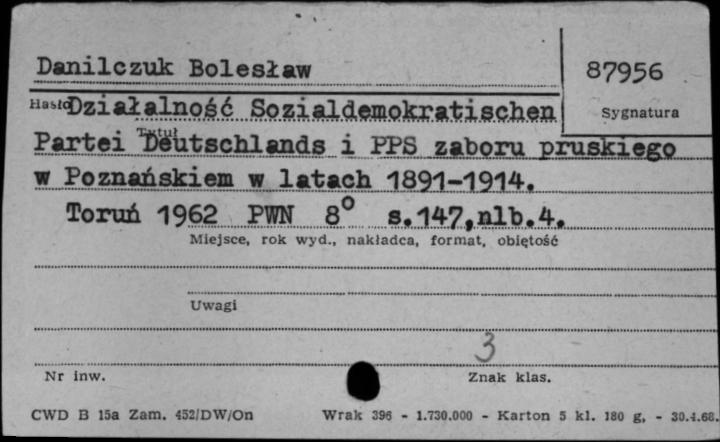 Danilczuk Bolesław
87956
Hasło
Sygnatura
Działalność Sozialdemokratischen
Tytuł
Partei Deutschlands i PPS zaboru pruskiego
w Poznańskiem w latach 1891-1914.
Toruń 1962 PWN 8° s.147,nlb.4.
Miejsce, rok wyd., nakładca, format, obiętość
Uwagi
3
Nr inw.
Znak klas.
CWD B 15a Zam. 452/DW/On Wrak 396 - 1.730.000 - Karton 5 kl. 180 g, - 30.4.68.